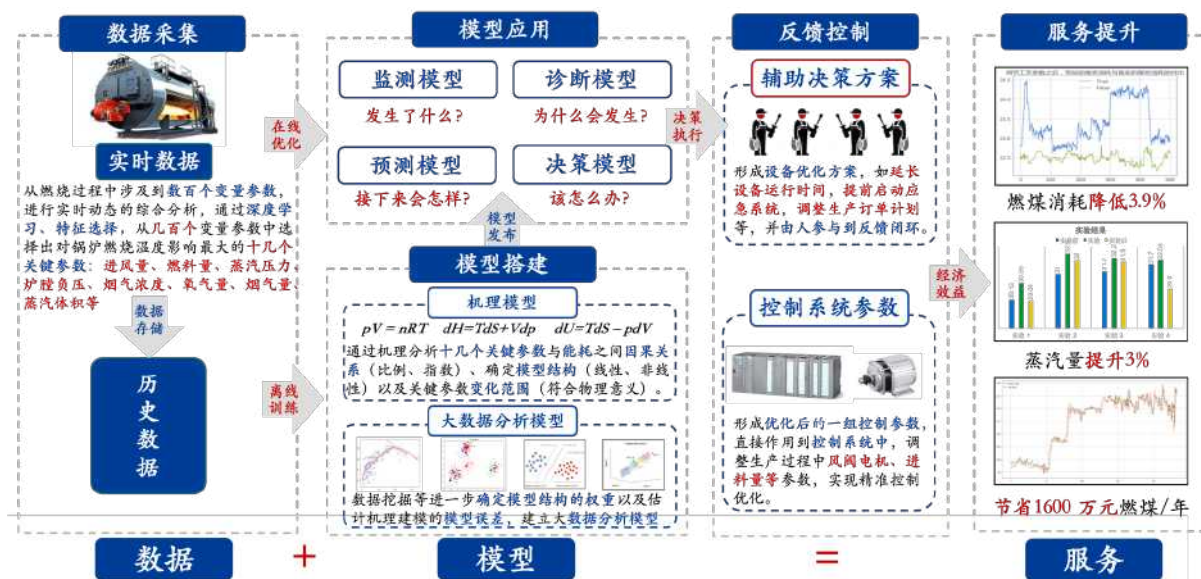 数据采集
实时数据
从燃烧过程中涉及到数百个变量参数，
进行实时动态的综合分析，通过深度学
习、特征选择，从几百个变量参数中选
择出对锅炉燃烧温度影响最大的十几个
关键参数：进风量、燃料量、蒸汽压力、
炉膛负压、烟气浓度、氧气量、烟气量、
蒸汽体积等
数据
存储
历
史
数
据
在线
优化
离线
训练
模型应用
监测模型
诊断模型
发生了什么?
为什么会发生?
预测模型
决策模型
接下来会怎样?
该怎么办?
模型
发布
模型搭建
机理模型
pV = nRT dH=TdS+Vdp dU=TdS－pdV
通过机理分析十几个关键参数与能耗之间因果关
系（比例、指数）、确定模型结构（线性、非线
性）以及关键参数变化范围（符合物理意义）。
大数据分析模型
数据挖掘等进一步确定模型结构的权重以及估
计机理建模的模型误差，建立大数据分析模型
决策
执行
反馈控制
辅助决策方案
形成设备优化方案，如延长
设备运行时间，提前启动应
急系统，调整生产订单计划
等，并由人参与到反馈闭环。
控制系统参数
形成优化后的一组控制参数，
直接作用到控制系统中，调
整生产过程中风阀电机、进
料量等参数，实现精准控制
优化。
经济
效益
服务提升
燃煤消耗降低3.9%
实验结果
实验 1 实验 2 实验 3 实验 4
蒸汽量提升3%
节省1600 万元燃煤/年
数据 + 模型 = 服务